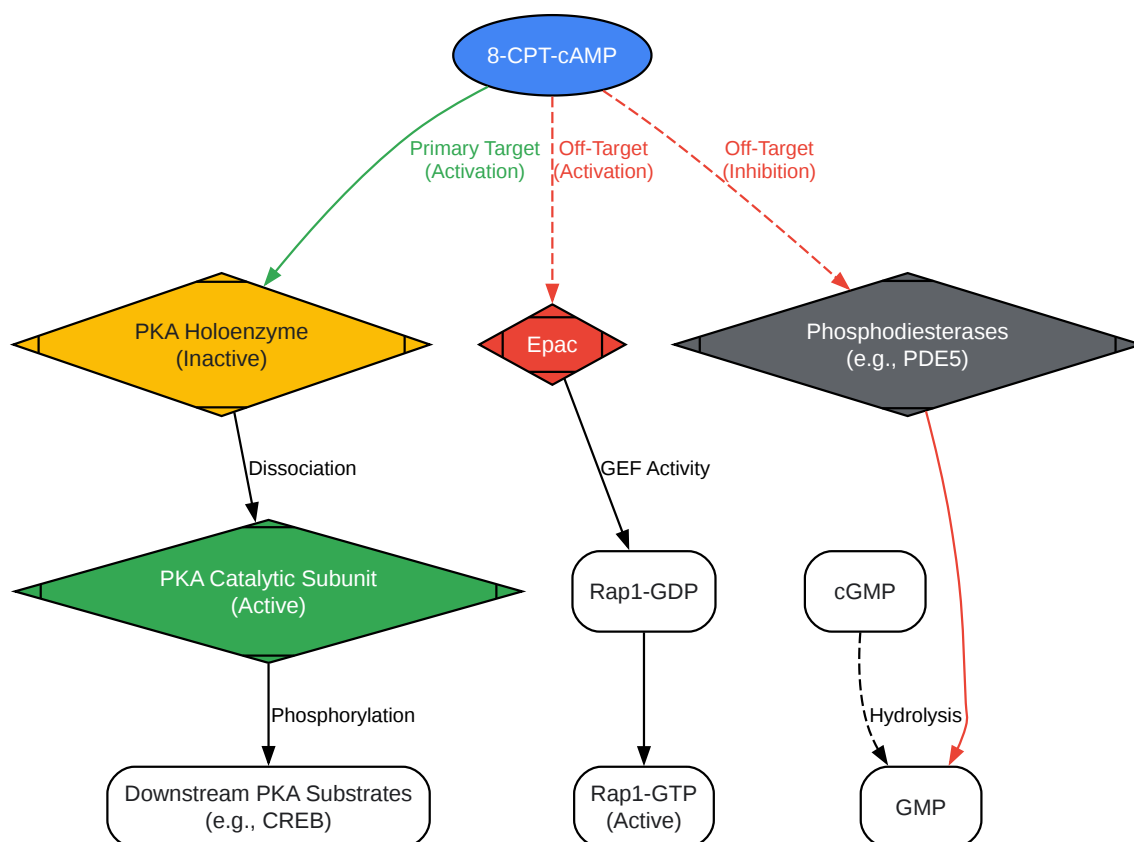 8-CPT-cAMP
Primary Target
(Activation)
Off-Target
(Activation)
Off-Target
(Inhibition)
PKA Holoenzyme
(Inactive)
Epac
Phosphodiesterases
(e.g., PDE5)
Dissociation
GEF Activity
PKA Catalytic Subunit
(Active)
Rap1-GDP
cGMP
Phosphorylation
Hydrolysis
Downstream PKA Substrates
(e.g., CREB)
Rap1-GTP
(Active)
GMP